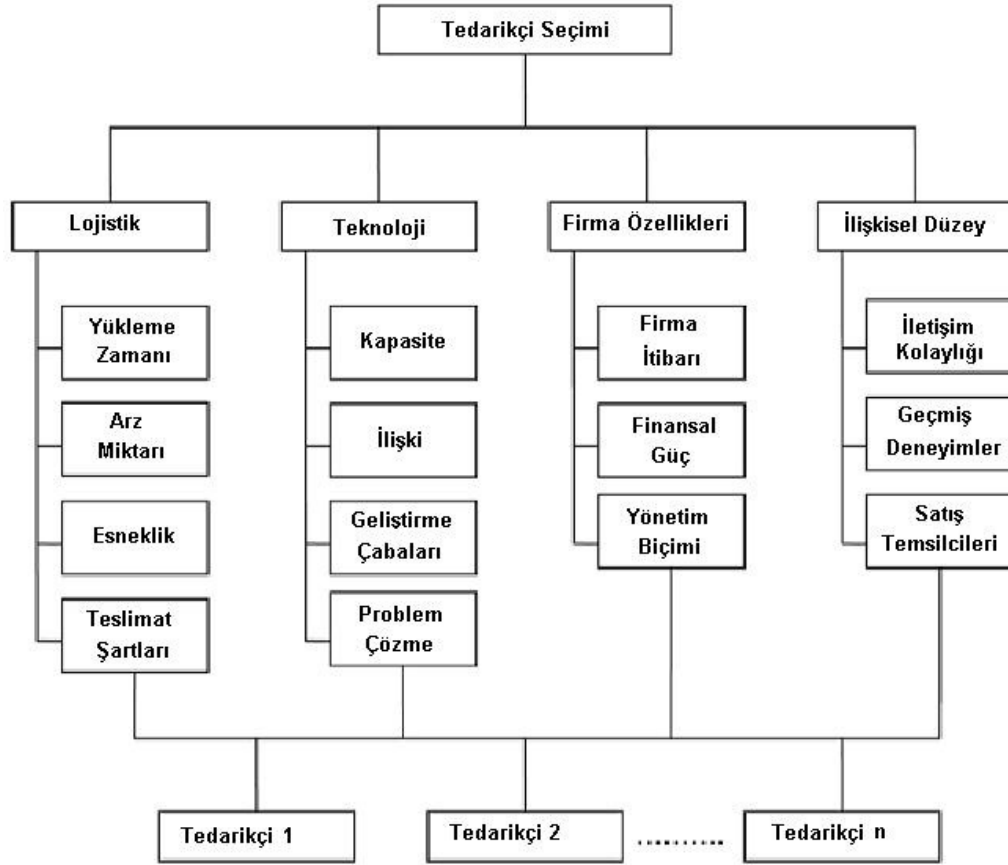 Tedarikçi Seçimi
Lojistik
Teknoloji
Firma Özellikleri
İlişkisel Düzey
Yükleme
Zamanı
Arz
Miktarı
Esneklik
Teslimat
Şartları
Kapasite
İlişki
Geliştirme
Çabaları
Problem
Çözme
Firma
İtibarı
Finansal
Güç
Yönetim
Biçimi
İletişim
Kolaylığı
Geçmiş
Deneyimler
Satış
Temsilcileri
Tedarikçi 1
Tedarikçi 2
........
Tedarikçi n